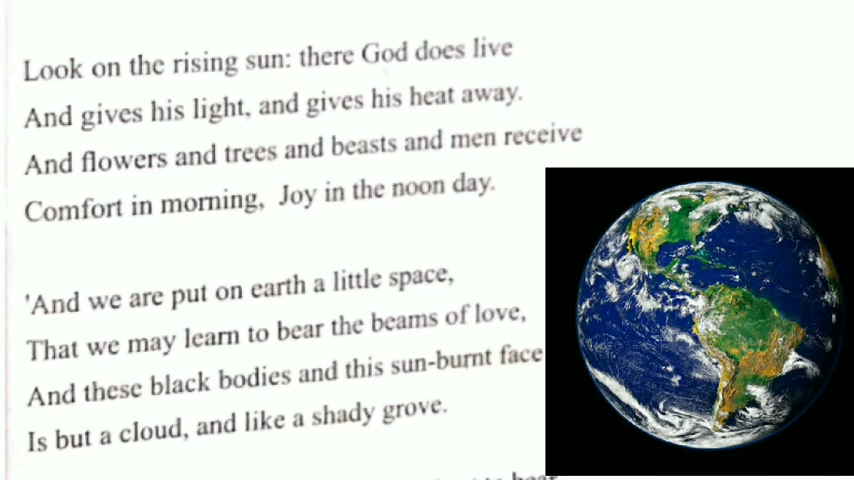 Look on the rising sun: there God does live
And gives his light, and gives his heat away.
And flowers and trees and beasts and men receive
Comfort in morning, Joy in the noon day.
'And we are put on earth a little space,
That we may learn to bear the beams of love,
And these black bodies and this sun-burnt face
Is but a cloud, and like a shady grove.